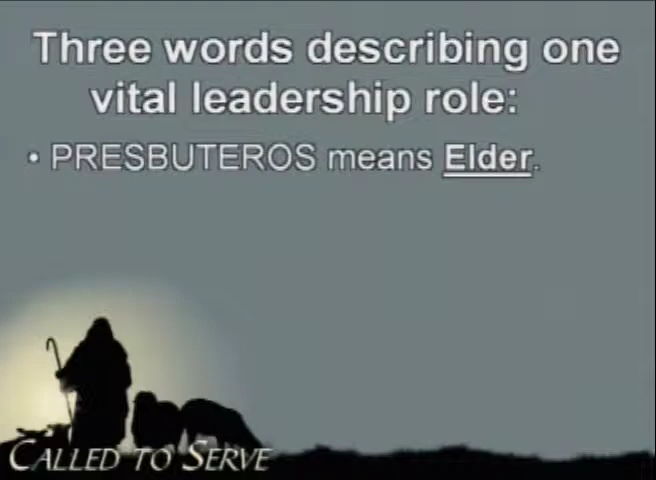 Three words describing one
vital leadership role:
• PRESBUTEROS means Elder.
CALLED TO SERVE